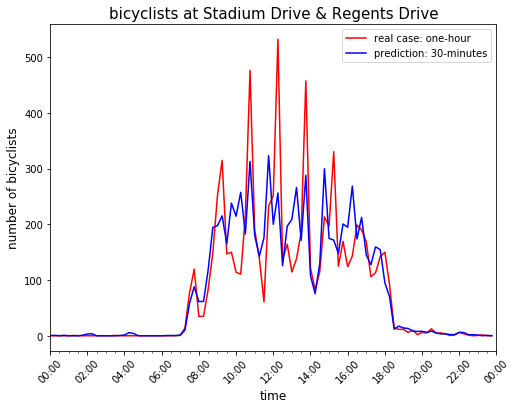 bicyclists at Stadium Drive & Regents Drive
real case: one-hour
prediction: 30-minutes
number of bicyclists
500
400
300
200
100
0
00:00 02:00 04:00 06:00 08:00 10:00 12:00 14:00 16:00 18:00 20:00 22:00 00:00
time